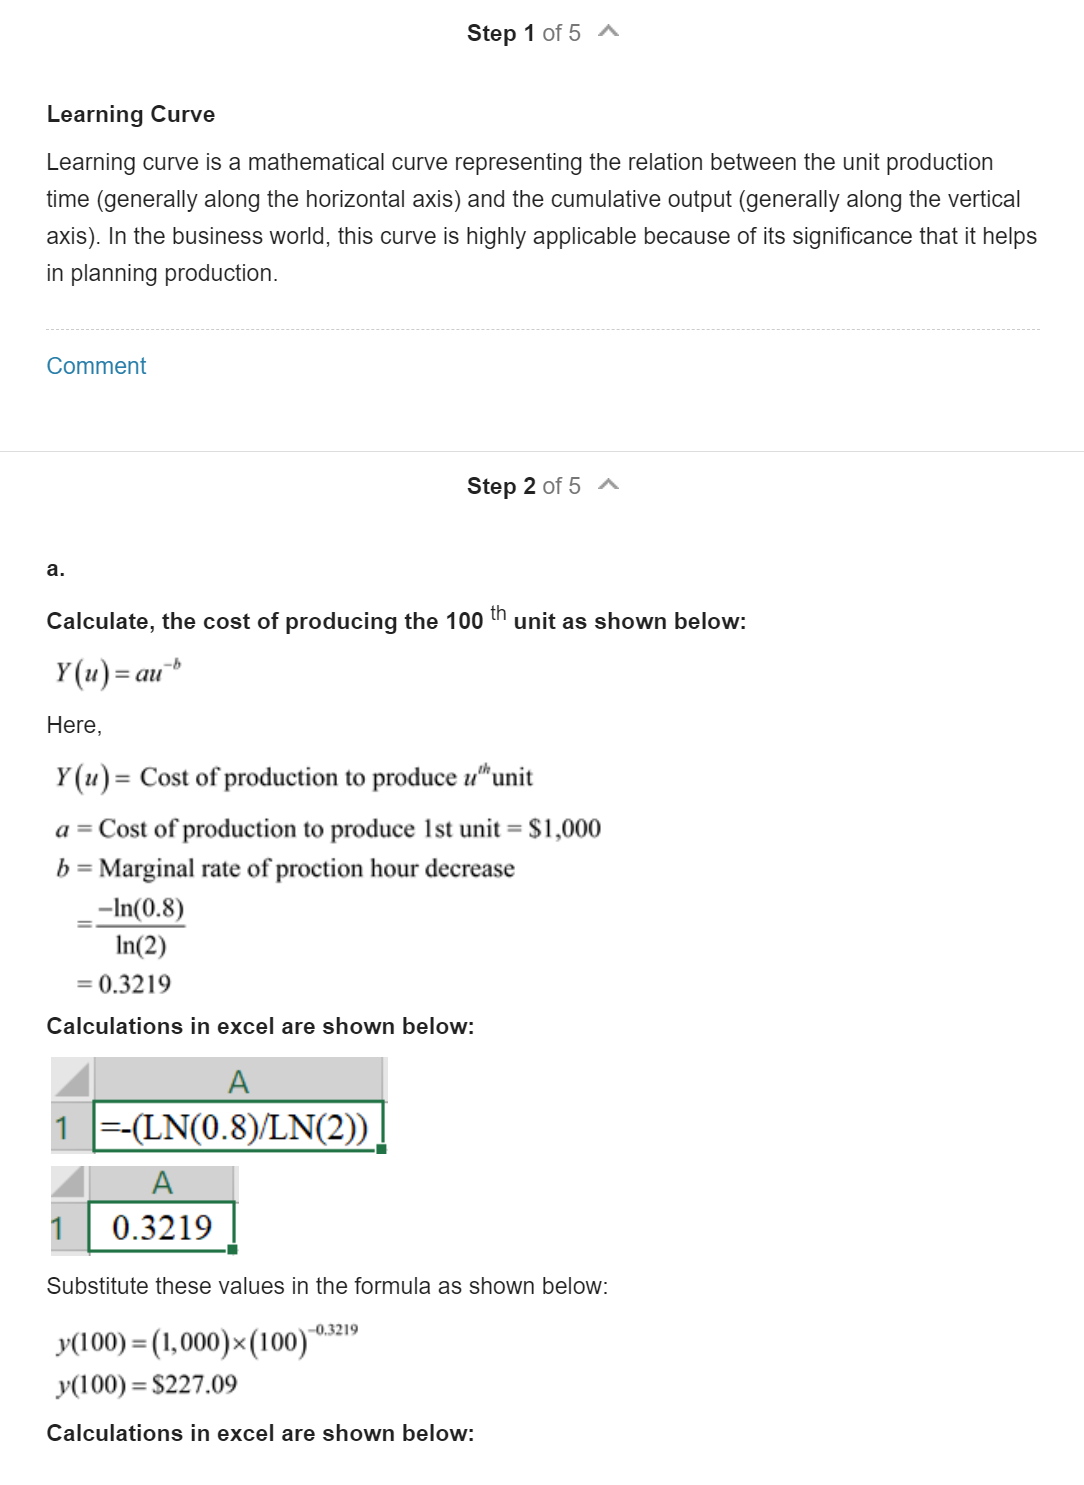 Step 1 of 5
Learning Curve
Learning curve is a mathematical curve representing the relation between the unit production
time (generally along the horizontal axis) and the cumulative output (generally along the vertical
axis). In the business world, this curve is highly applicable because of its significance that it helps
in planning production.
Comment
Step 2 of 5
a.
Calculate, the cost of producing the 100 th unit as shown below:
Y(u) = au^-b
Here,
Y(u) = Cost of production to produce u^th unit
a = Cost of production to produce 1st unit = $1,000
b = Marginal rate of proction hour decrease
= -ln(0.8)
ln(2)
= 0.3219
Calculations in excel are shown below:
A
1 =-(LN(0.8)/LN(2))
A
1 0.3219
Substitute these values in the formula as shown below:
y(100) = (1,000)×(100)^-0.3219
y(100) = $227.09
Calculations in excel are shown below: